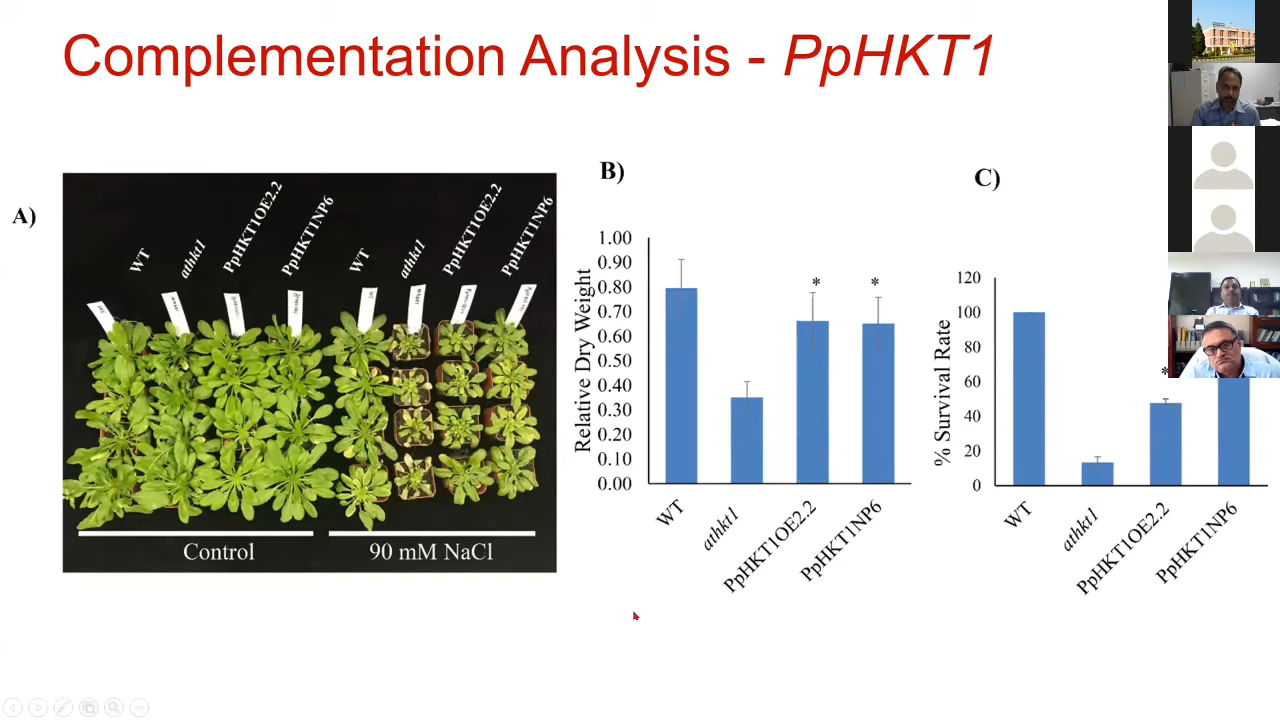 Complementation Analysis - PpHKT1
A)
WT
athkt1
PpHKT1OE2.2
PpHKT1NP6
WT
athkt1
PpHKT1OE2.2
PpHKT1NP6
Control
90 mM NaCl
B)
Relative Dry Weight
1.00
0.90
0.80
0.70
0.60
0.50
0.40
0.30
0.20
0.10
0.00
*
*
WT
athkt1
PpHKT1OE2.2
PpHKT1NP6
C)
% Survival Rate
120
100
80
60
40
20
0
*
WT
athkt1
PpHKT1OE2.2
PpHKT1NP6